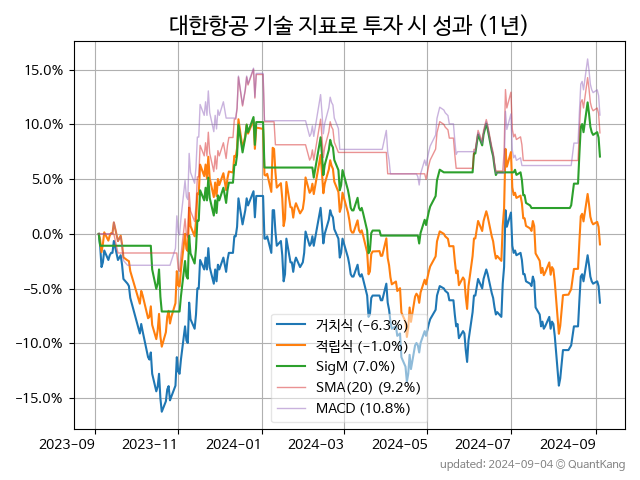 대한항공 기술 지표로 투자 시 성과 (1년)
15.0%
10.0%
5.0%
0.0%
−5.0%
−10.0%
−15.0%
거치식 (−6.3%)
적립식 (−1.0%)
SigM (7.0%)
SMA(20) (9.2%)
MACD (10.8%)
2023-09 2023-11 2024-01 2024-03 2024-05 2024-07 2024-09
updated: 2024-09-04 © QuantKang